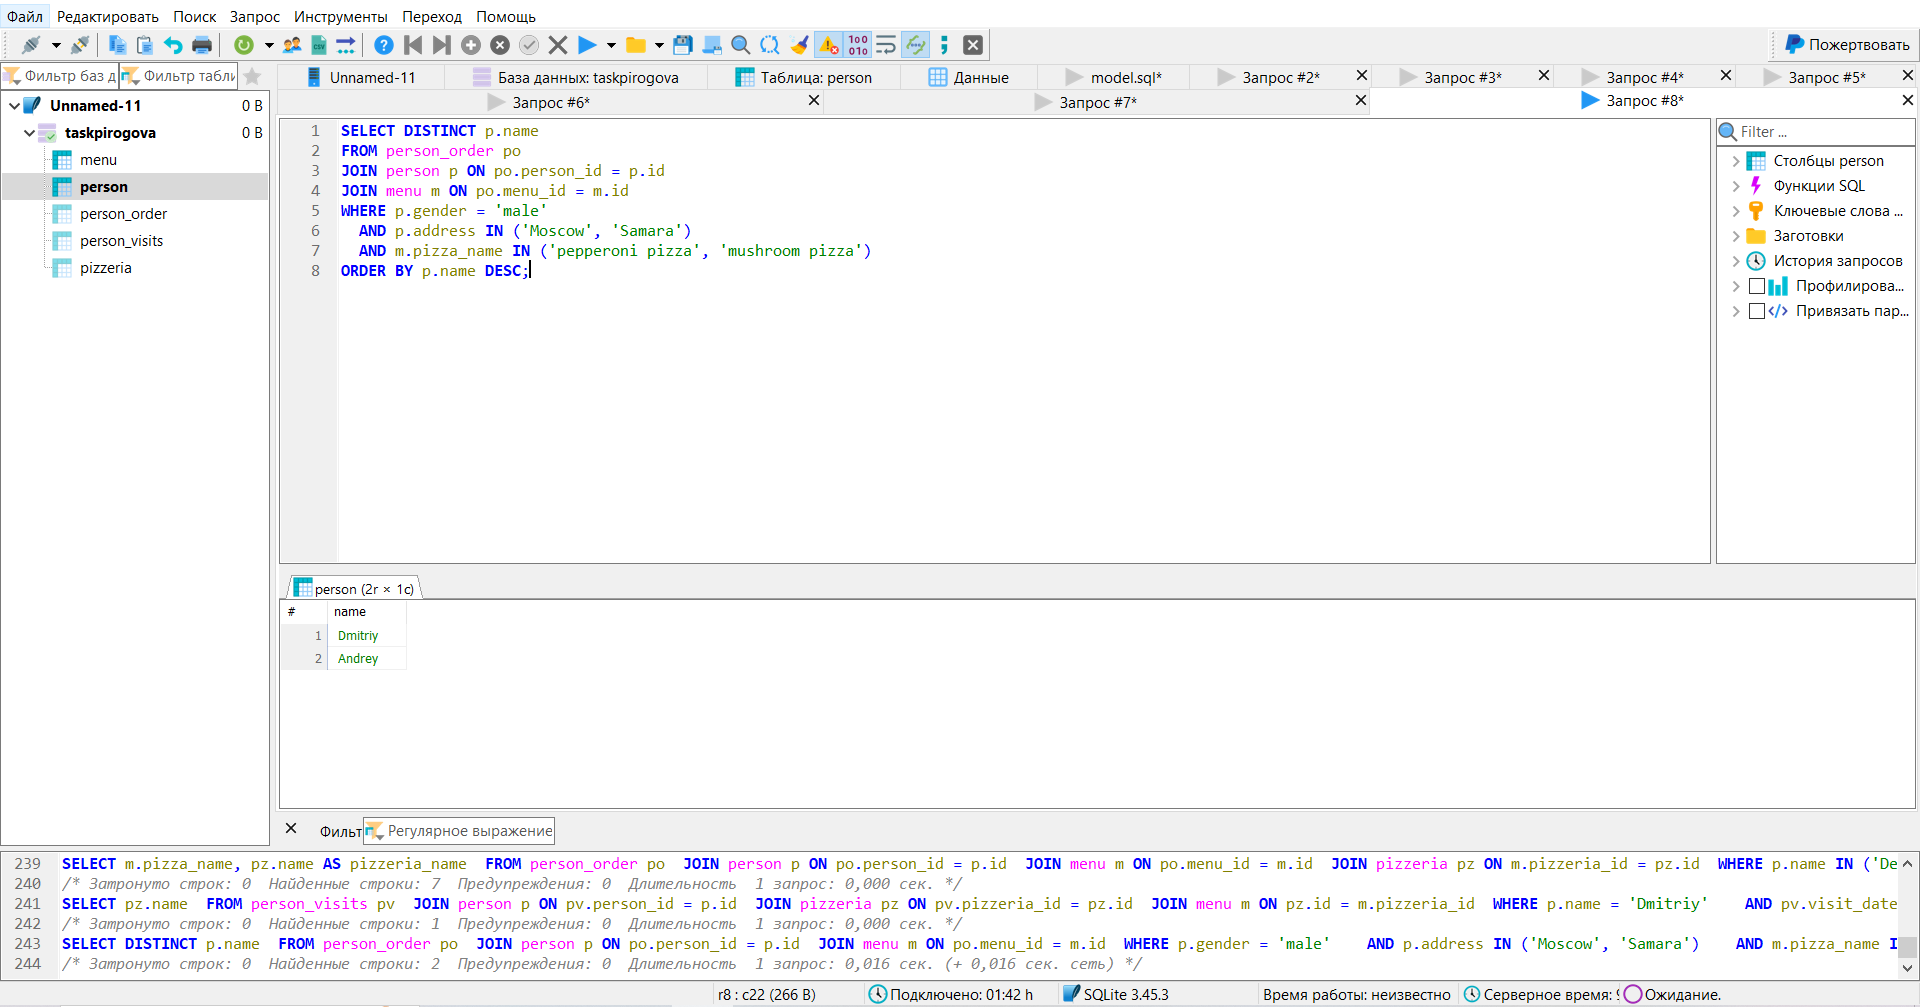 Файл Редактировать Поиск Запрос Инструменты Переход Помощь
Пожертвовать
Фильтр баз д Фильтр табли
Unnamed-11 База данных: taskpirogova Таблица: person Данные model.sql* Запрос #2* Запрос #3* Запрос #4* Запрос #5*
Запрос #6* Запрос #7* Запрос #8*
Unnamed-11 0 B
taskpirogova 0 B
menu
person
person_order
person_visits
pizzeria
1 SELECT DISTINCT p.name
2 FROM person_order po
3 JOIN person p ON po.person_id = p.id
4 JOIN menu m ON po.menu_id = m.id
5 WHERE p.gender = 'male'
6 AND p.address IN ('Moscow', 'Samara')
7 AND m.pizza_name IN ('pepperoni pizza', 'mushroom pizza')
8 ORDER BY p.name DESC;
Filter ...
Столбцы person
Функции SQL
Ключевые слова ...
Заготовки
История запросов
Профилирова...
Привязать пар...
person (2r × 1c)
# name
1 Dmitriy
2 Andrey
Фильт Регулярное выражение
239 SELECT m.pizza_name, pz.name AS pizzeria_name FROM person_order po JOIN person p ON po.person_id = p.id JOIN menu m ON po.menu_id = m.id JOIN pizzeria pz ON m.pizzeria_id = pz.id WHERE p.name IN ('De
240 /* Затронуто строк: 0 Найденные строки: 7 Предупреждения: 0 Длительность 1 запрос: 0,000 сек. */
241 SELECT pz.name FROM person_visits pv JOIN person p ON pv.person_id = p.id JOIN pizzeria pz ON pv.pizzeria_id = pz.id JOIN menu m ON pz.id = m.pizzeria_id WHERE p.name = 'Dmitriy' AND pv.visit_date
242 /* Затронуто строк: 0 Найденные строки: 1 Предупреждения: 0 Длительность 1 запрос: 0,000 сек. */
243 SELECT DISTINCT p.name FROM person_order po JOIN person p ON po.person_id = p.id JOIN menu m ON po.menu_id = m.id WHERE p.gender = 'male' AND p.address IN ('Moscow', 'Samara') AND m.pizza_name I
244 /* Затронуто строк: 0 Найденные строки: 2 Предупреждения: 0 Длительность 1 запрос: 0,016 сек. (+ 0,016 сек. сеть) */
r8 : c22 (266 B) Подключено: 01:42 h SQLite 3.45.3 Время работы: неизвестно Серверное время: Ожидание.